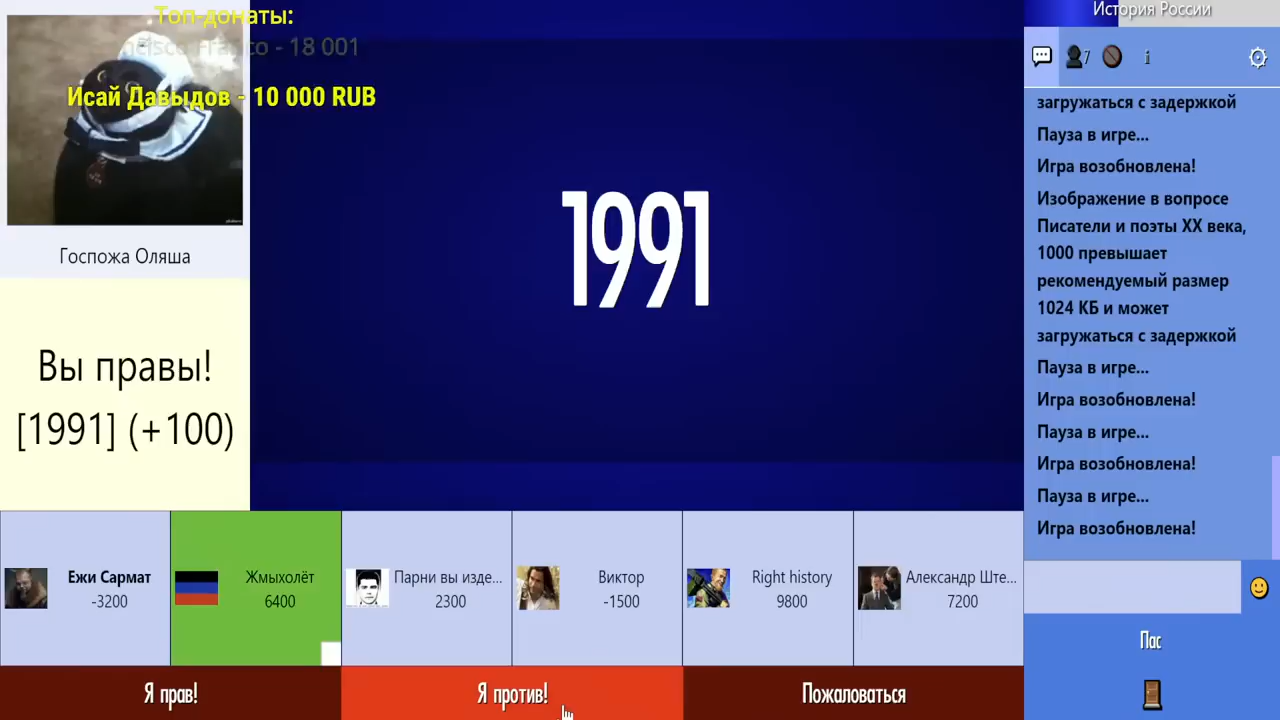 Топ-донаты:
- 18 001
Исай Давыдов - 10 000 RUB
Госпожа Оляша
Вы правы!
[1991] (+100)
1991
История России
7
i
загружаться с задержкой
Пауза в игре...
Игра возобновлена!
Изображение в вопросе
Писатели и поэты XX века,
1000 превышает
рекомендуемый размер
1024 КБ и может
загружаться с задержкой
Пауза в игре...
Игра возобновлена!
Пауза в игре...
Игра возобновлена!
Пауза в игре...
Игра возобновлена!
Ежи Сармат
-3200
Жмыхолёт
6400
Парни вы изде...
2300
Виктор
-1500
Right history
9800
Александр Ште...
7200
Я прав!
Я против!
Пожаловаться
Пас